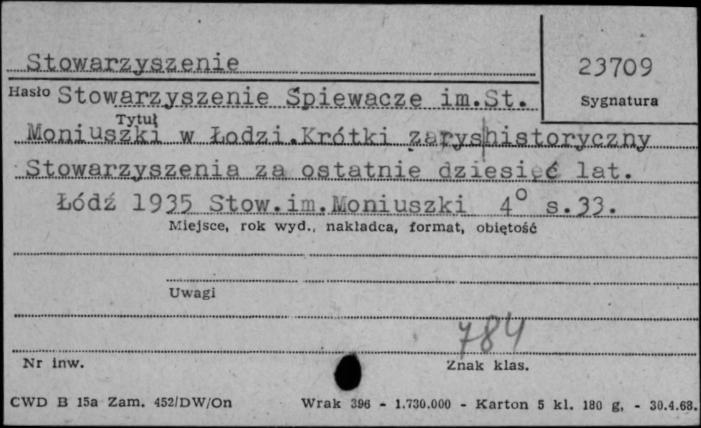 Stowarzyszenie
23709
Hasło
Sygnatura
Stowarzyszenie Śpiewacze im.St.
Tytuł
Moniuszki w Łodzi.Krótki zarys historyczny
Stowarzyszenia za ostatnie dziesięć lat.
Łódź 1935 Stow.im.Moniuszki 4° s.33.
Miejsce, rok wyd., nakładca, format, objętość
Uwagi
784
Nr inw.
Znak klas.
CWD B 15a Zam. 452/DW/On Wrak 396 - 1.730.000 - Karton 5 kl. 180 g. - 30.4.68.